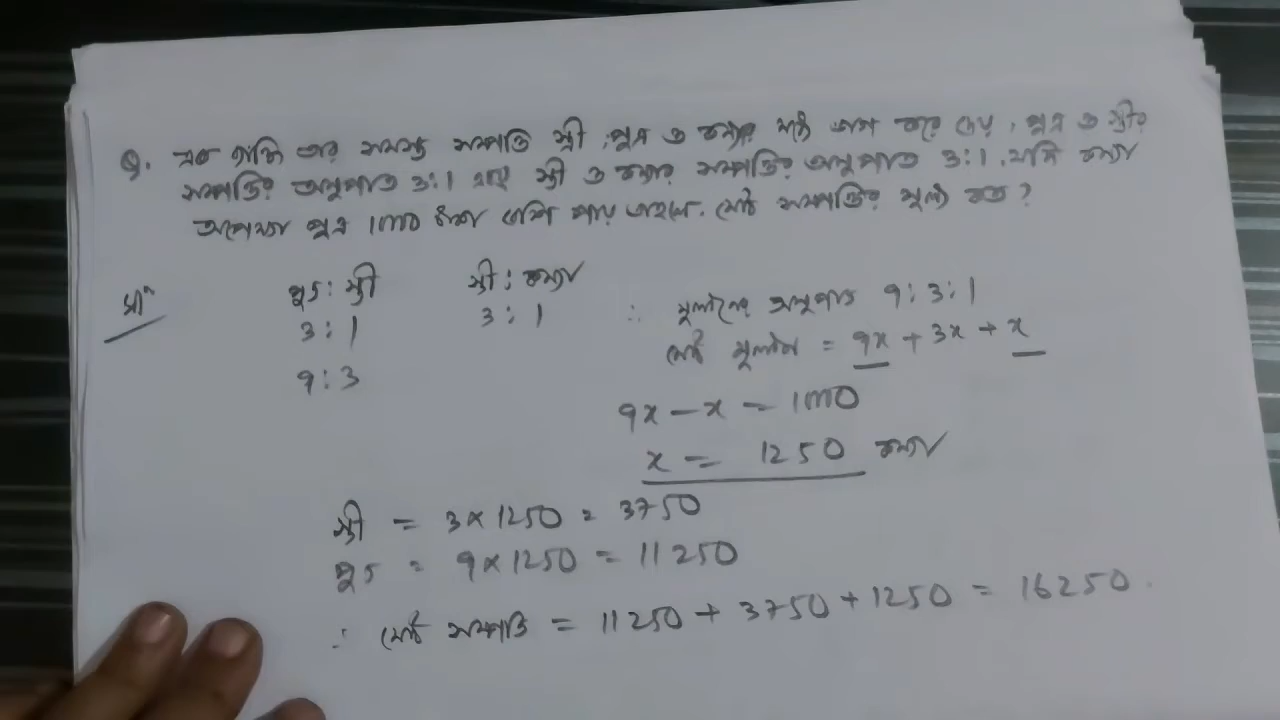 Q. এক ব্যক্তি তার সমস্ত সম্পত্তি স্ত্রী, পুত্র ও কন্যার মধ্যে ভাগ করে দেয়, পুত্র ও স্ত্রীর
সম্পত্তির অনুপাত 3:1 এবং স্ত্রী ও কন্যার সম্পত্তির অনুপাত 3:1. যদি কন্যা
অপেক্ষা পুত্র 10000 টাকা বেশি পায় তাহলে. মোট সম্পত্তির মূল্য কত?
পুত্র : স্ত্রী স্ত্রী : কন্যা
3:1 3:1 ∴ মূলধনের অনুপাত 9:3:1
মোট মূলধন = 9x + 3x + x
9:3
9x − x = 10000
x = 1250 কন্যা
স্ত্রী = 3 × 1250 = 3750
পুত্র = 9 × 1250 = 11250
∴ মোট সম্পত্তি = 11250 + 3750 + 1250 = 16250.